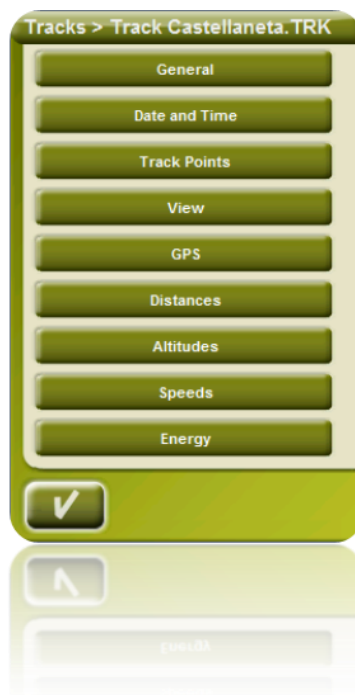 Tracks > Track Castellaneta.TRK
General
Date and Time
Track Points
View
GPS
Distances
Altitudes
Speeds
Energy